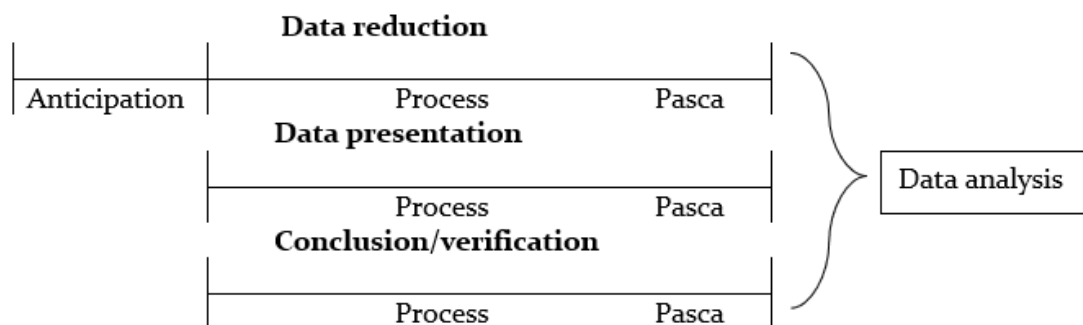 Data reduction
Anticipation Process Pasca
Data presentation
Process Pasca
Data analysis
Conclusion/verification
Process Pasca